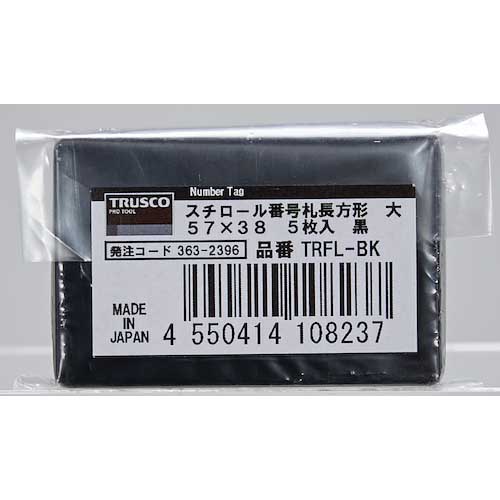 Number Tag
TRUSCO
PRO TOOL
スチロール番号札長方形 大
57×38 5枚入 黒
発注コード 363-2396 品番 TRFL-BK
MADE
IN
JAPAN
4 550414 108237